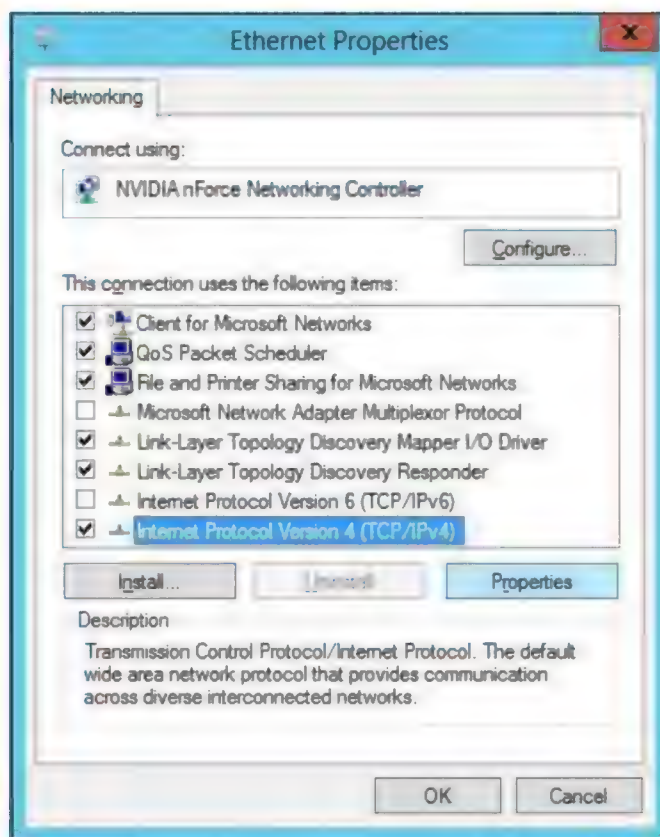 Ethernet Properties
x
Networking
Connect using:
NVIDIA nForce Networking Controller
Configure...
This connection uses the following items:
Client for Microsoft Networks
QoS Packet Scheduler
File and Printer Sharing for Microsoft Networks
Microsoft Network Adapter Multiplexor Protocol
Link-Layer Topology Discovery Mapper I/O Driver
Link-Layer Topology Discovery Responder
Internet Protocol Version 6 (TCP/IPv6)
Internet Protocol Version 4 (TCP/IPv4)
Install... Uninstall Properties
Description
Transmission Control Protocol/Internet Protocol. The default
wide area network protocol that provides communication
across diverse interconnected networks.
OK Cancel